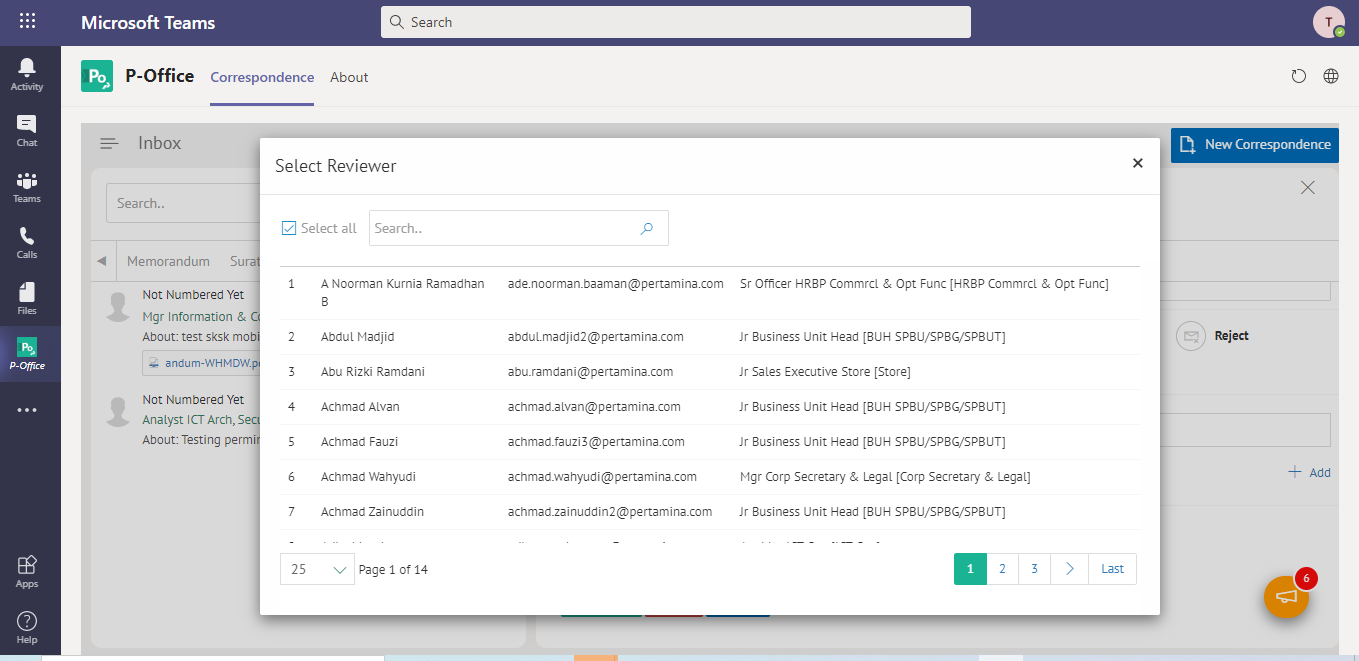 Microsoft Teams
Search
T
Activity
Chat
Teams
Calls
Files
P-Office
Apps
Help
Po
P-Office
Correspondence
About
Inbox
New Correspondence
Search..
Memorandum
Surat
Not Numbered Yet
Mgr Information &
About: test sksk mobi
andum-WHMDW.p
Not Numbered Yet
Analyst ICT Arch, Secu
About: Testing permin
Reject
Add
6
Select Reviewer
Select all
Search..
1 A Noorman Kurnia Ramadhan B ade.noorman.baaman@pertamina.com Sr Officer HRBP Commrcl & Opt Func [HRBP Commrcl & Opt Func]
2 Abdul Madjid abdul.madjid2@pertamina.com Jr Business Unit Head [BUH SPBU/SPBG/SPBUT]
3 Abu Rizki Ramdani abu.ramdani@pertamina.com Jr Sales Executive Store [Store]
4 Achmad Alvan achmad.alvan@pertamina.com Jr Business Unit Head [BUH SPBU/SPBG/SPBUT]
5 Achmad Fauzi achmad.fauzi3@pertamina.com Jr Business Unit Head [BUH SPBU/SPBG/SPBUT]
6 Achmad Wahyudi achmad.wahyudi@pertamina.com Mgr Corp Secretary & Legal [Corp Secretary & Legal]
7 Achmad Zainuddin achmad.zainuddin2@pertamina.com Jr Business Unit Head [BUH SPBU/SPBG/SPBUT]
25 Page 1 of 14
1 2 3 Last